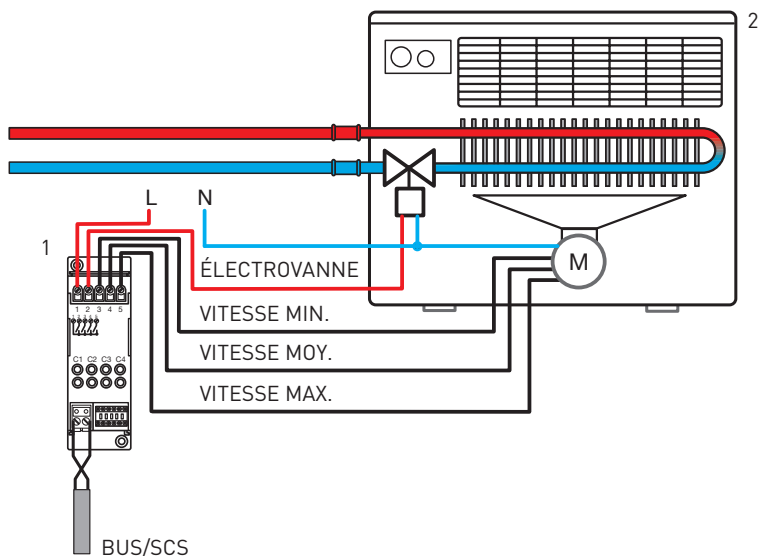 2
L N
1
ÉLECTROVANNE
M
1 2 3 4 5
VITESSE MIN.
VITESSE MOY.
C1 C2 C3 C4
VITESSE MAX.
BUS/SCS